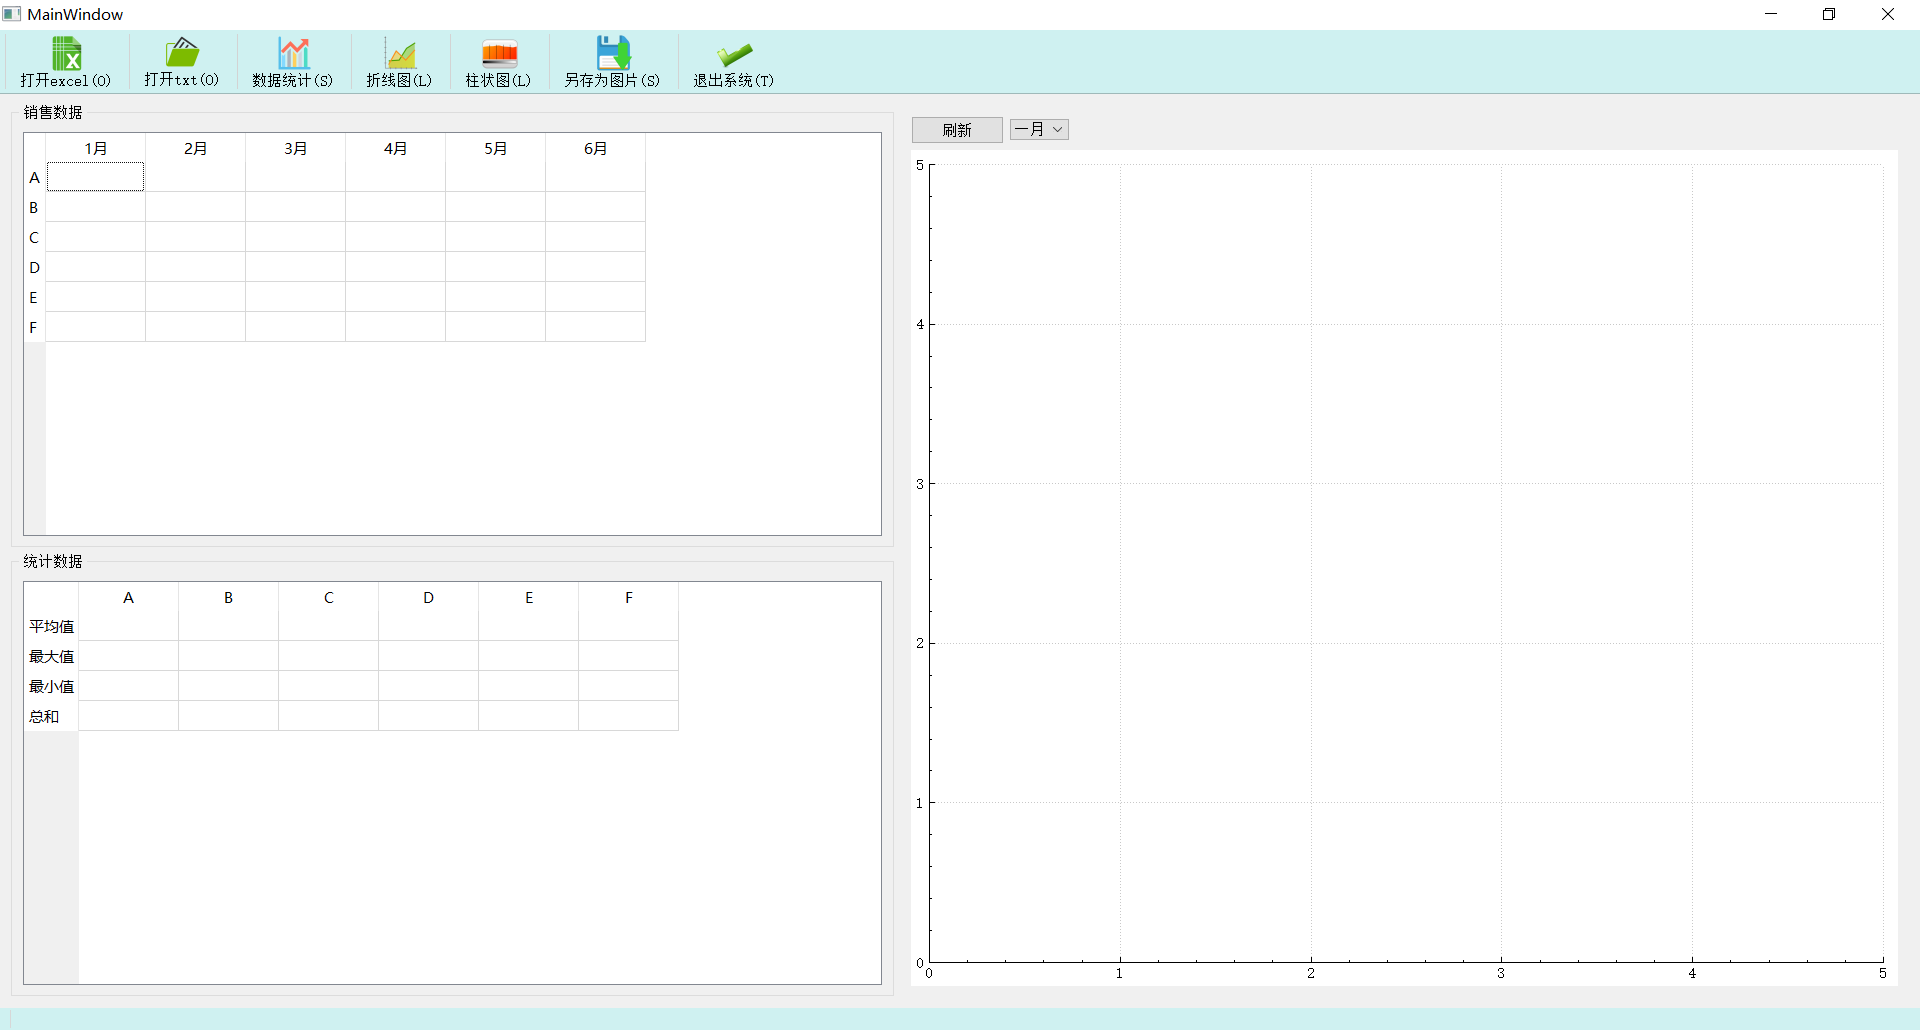 MainWindow
打开excel(O) 打开txt(O) 数据统计(S) 折线图(L) 柱状图(L) 另存为图片(S) 退出系统(T)
销售数据
1月 2月 3月 4月 5月 6月
A
B
C
D
E
F
统计数据
A B C D E F
平均值
最大值
最小值
总和
刷新 一月
5
4
3
2
1
0
0 1 2 3 4 5